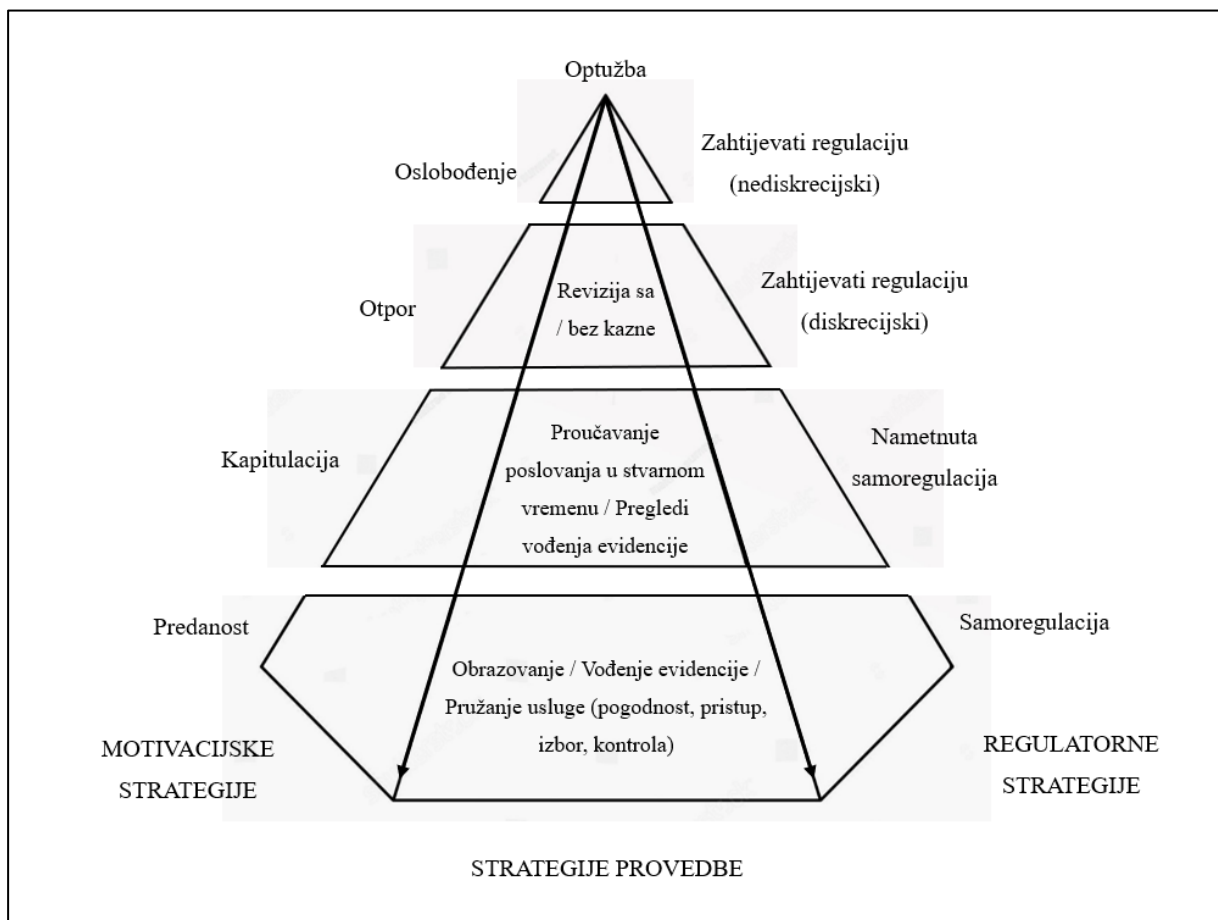 Optužba
Oslobođenje
Zahtijevati regulaciju
(nediskrecijski)
Otpor
Revizija sa
/ bez kazne
Zahtijevati regulaciju
(diskrecijski)
Kapitulacija
Proučavanje
poslovanja u stvarnom
vremenu / Pregledi
vođenja evidencije
Nametnuta
samoregulacija
Predanost
Obrazovanje / Vođenje evidencije /
Pružanje usluge (pogodnost, pristup,
izbor, kontrola)
Samoregulacija
MOTIVACIJSKE
STRATEGIJE
REGULATORNE
STRATEGIJE
STRATEGIJE PROVEDBE